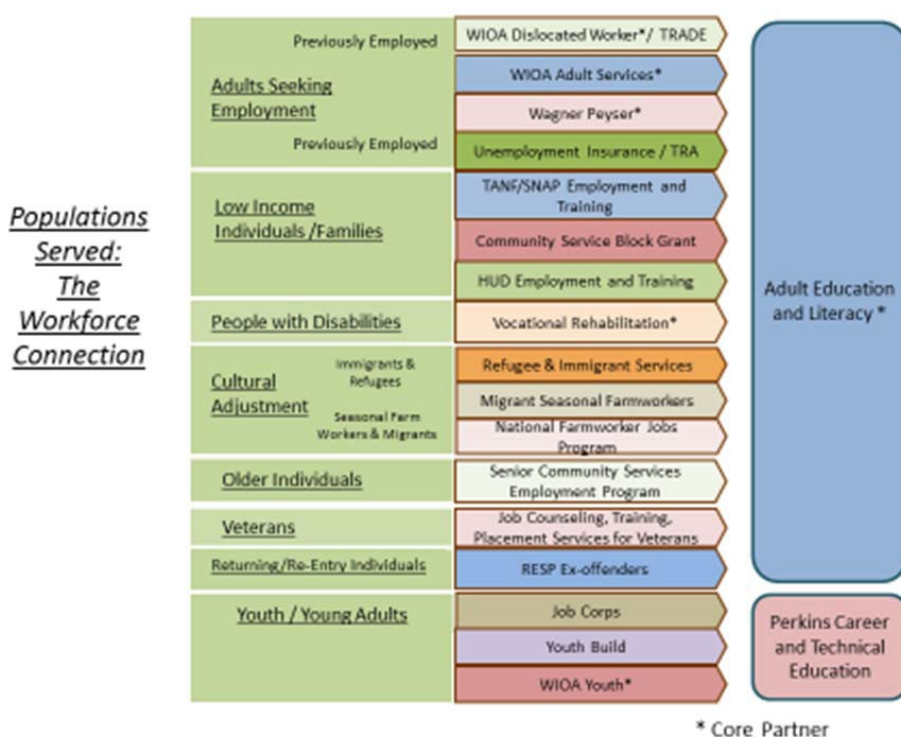 Populations
Served:
The
Workforce
Connection
Previously Employed
Adults Seeking
Employment
Previously Employed
WIOA Dislocated Worker*/ TRADE
WIOA Adult Services*
Wagner Peyser*
Unemployment Insurance / TRA
Low Income
Individuals /Families
TANF/SNAP Employment and
Training
Community Service Block Grant
HUD Employment and Training
People with Disabilities
Vocational Rehabilitation*
Cultural
Adjustment
Immigrants &
Refugees
Seasonal Farm
Workers & Migrants
Refugee & Immigrant Services
Migrant Seasonal Farmworkers
National Farmworker Jobs
Program
Older Individuals
Senior Community Services
Employment Program
Veterans
Job Counseling, Training,
Placement Services for Veterans
Returning/Re-Entry Individuals
RESP Ex-offenders
Youth / Young Adults
Job Corps
Youth Build
WIOA Youth*
Adult Education
and Literacy *
Perkins Career
and Technical
Education
* Core Partner